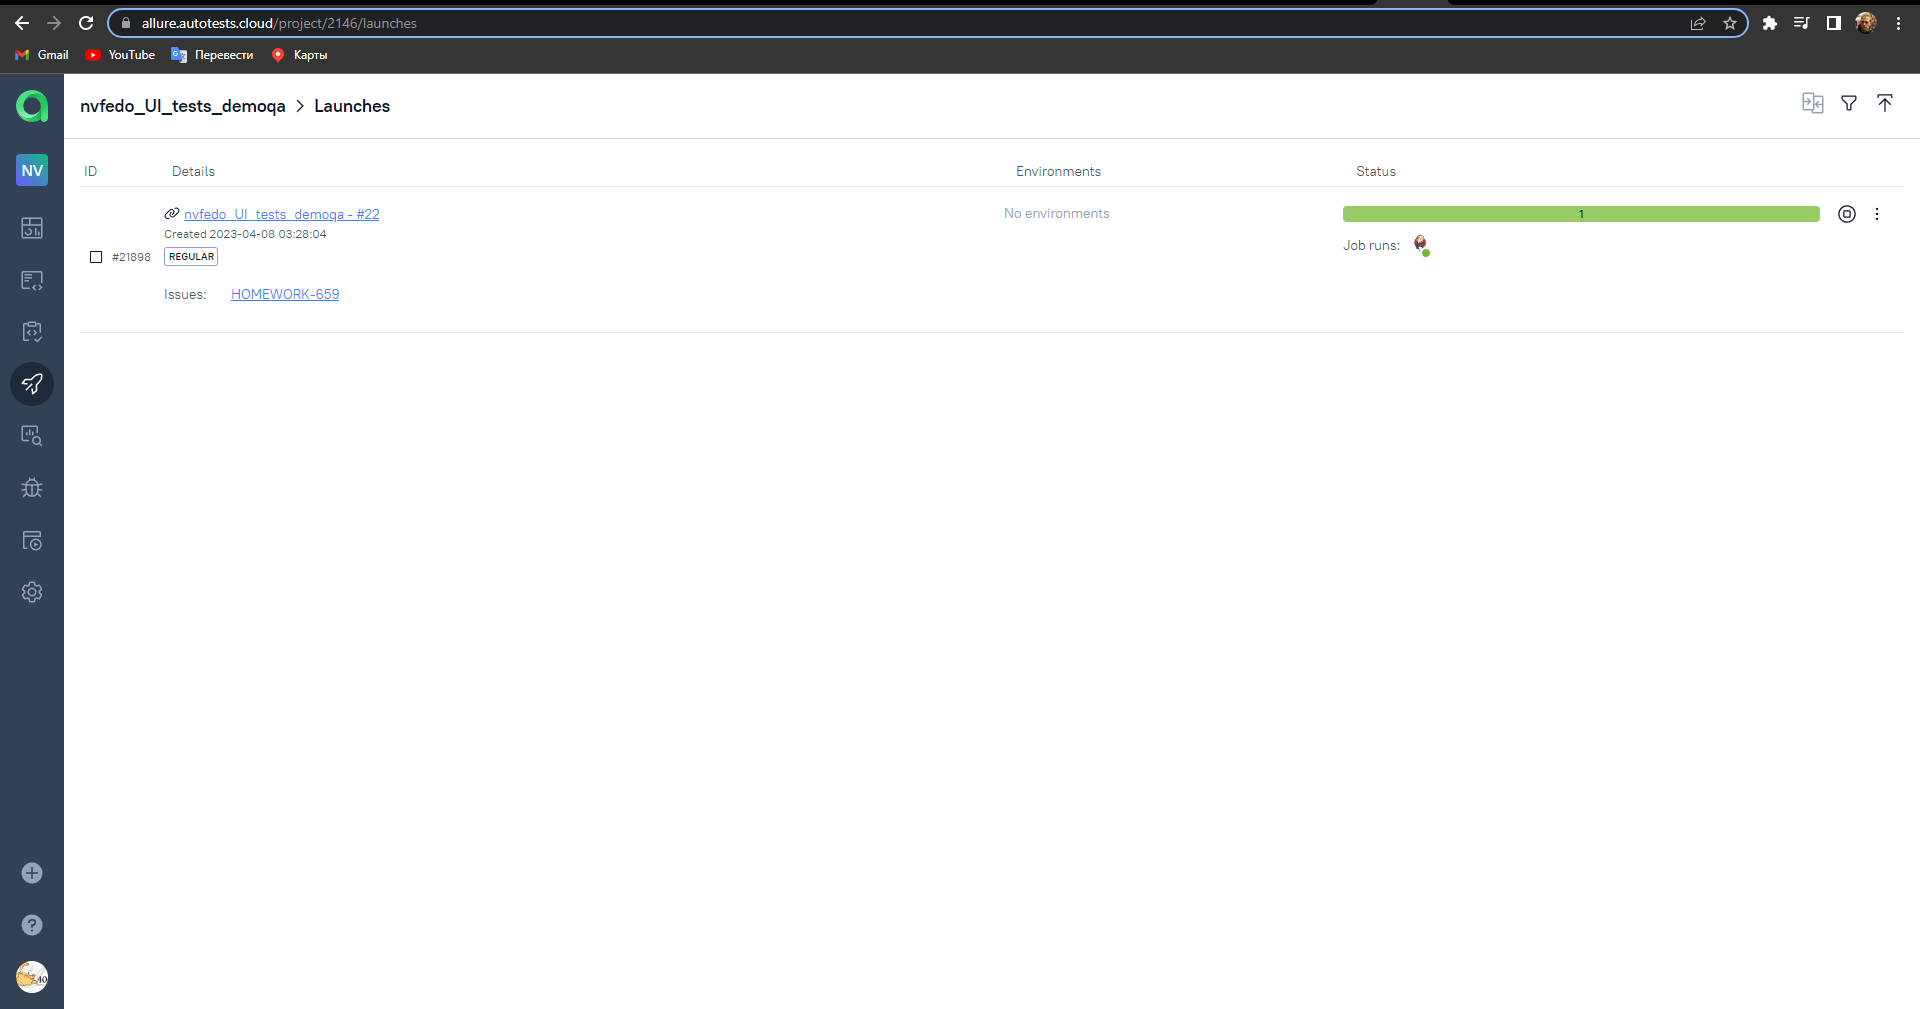 allure.autotests.cloud/project/2146/launches
Gmail YouTube Перевести Карты
nvfedo_UI_tests_demoqa > Launches
NV
ID Details Environments Status
nvfedo_UI_tests_demoqa - #22 No environments 1
Created 2023-04-08 03:28:04
Job runs:
#21898 REGULAR
Issues: HOMEWORK-659